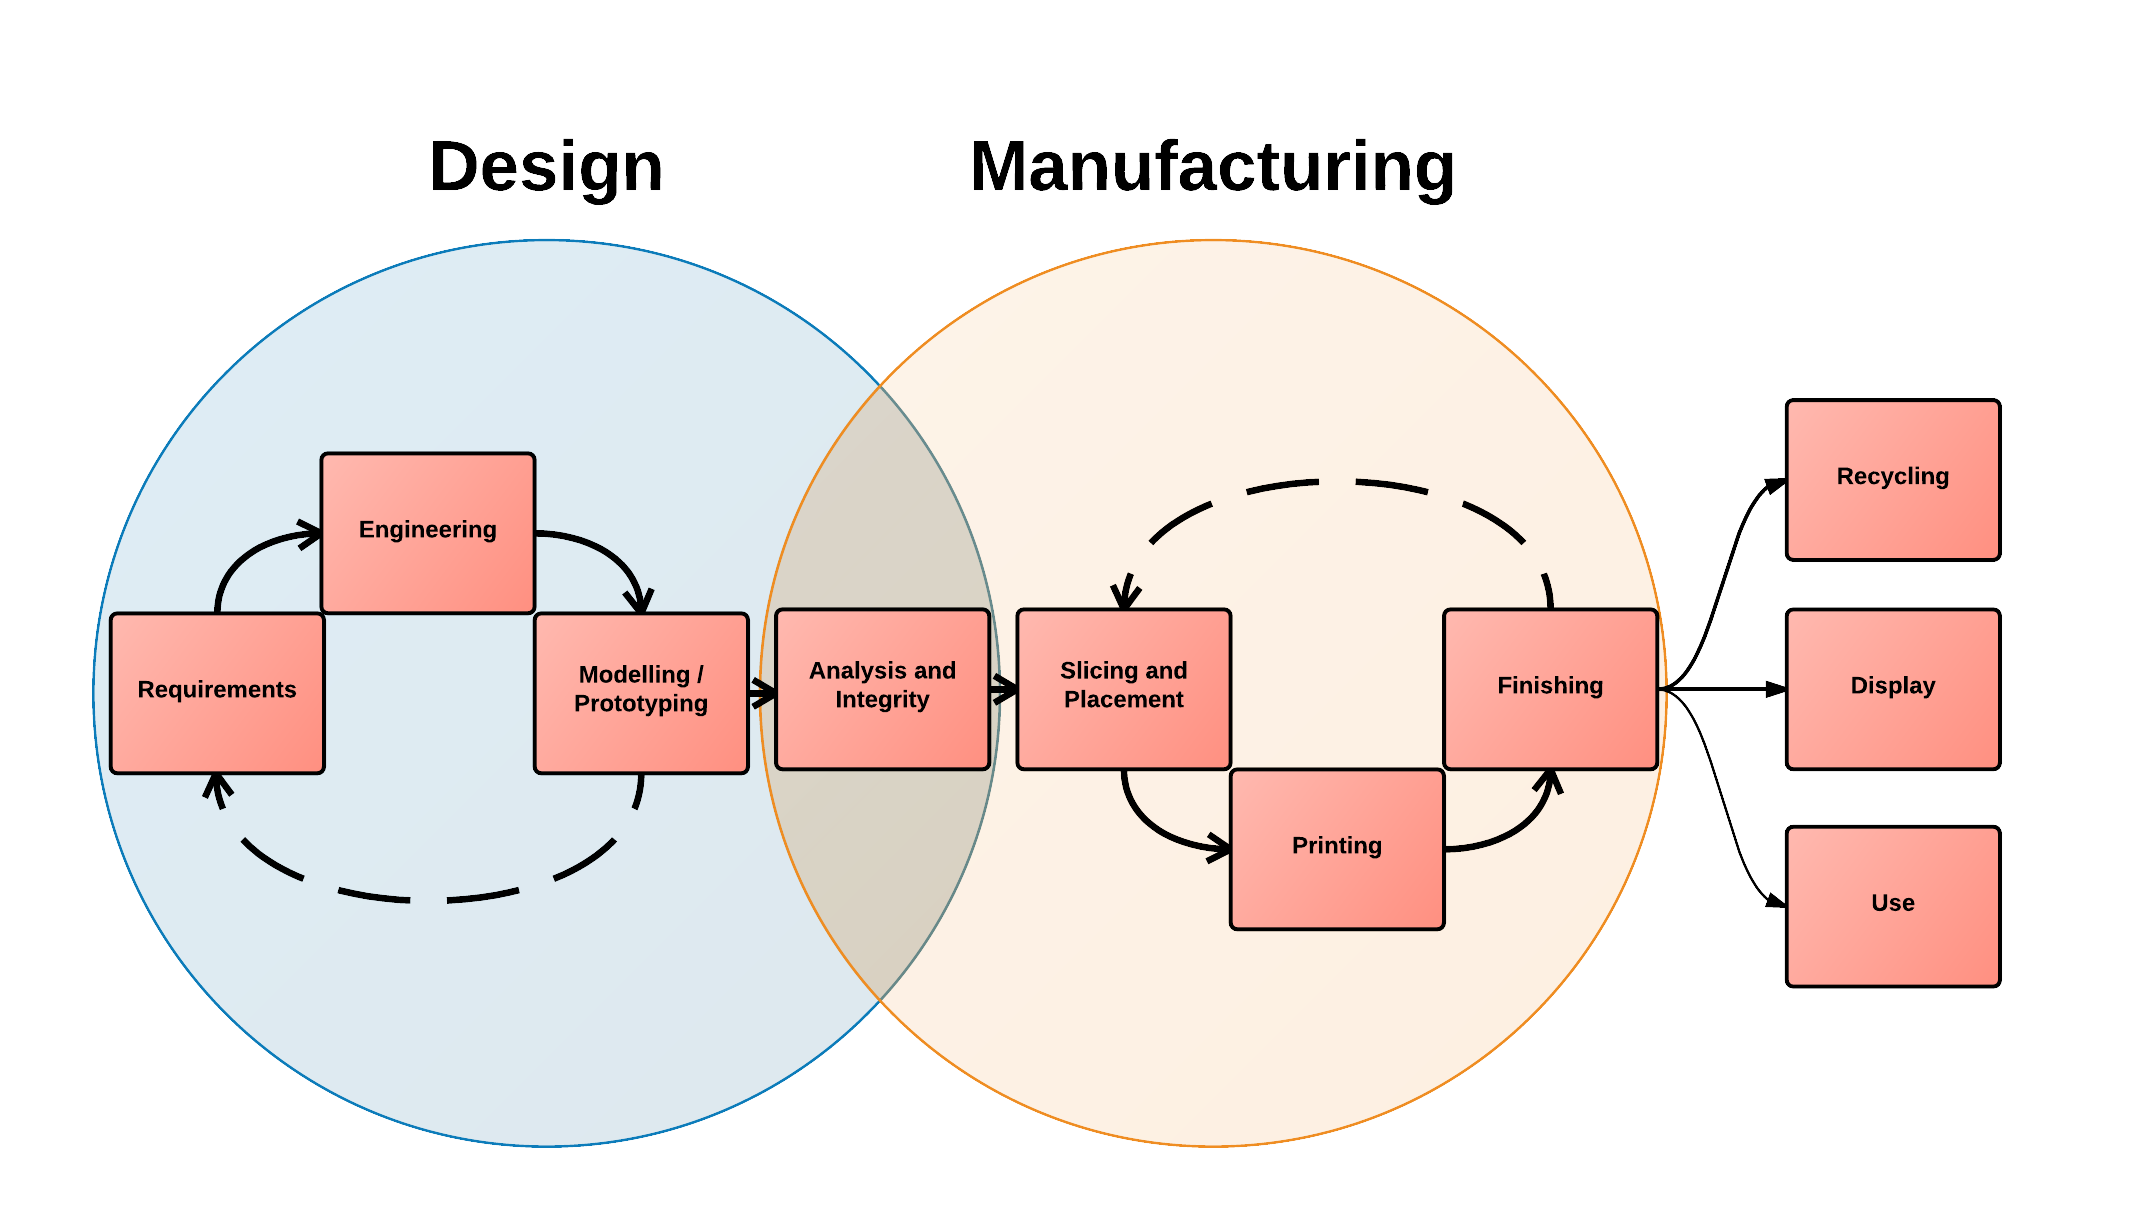 Design
Manufacturing
Requirements
Engineering
Modelling /
Prototyping
Analysis and
Integrity
Slicing and
Placement
Printing
Finishing
Recycling
Display
Use